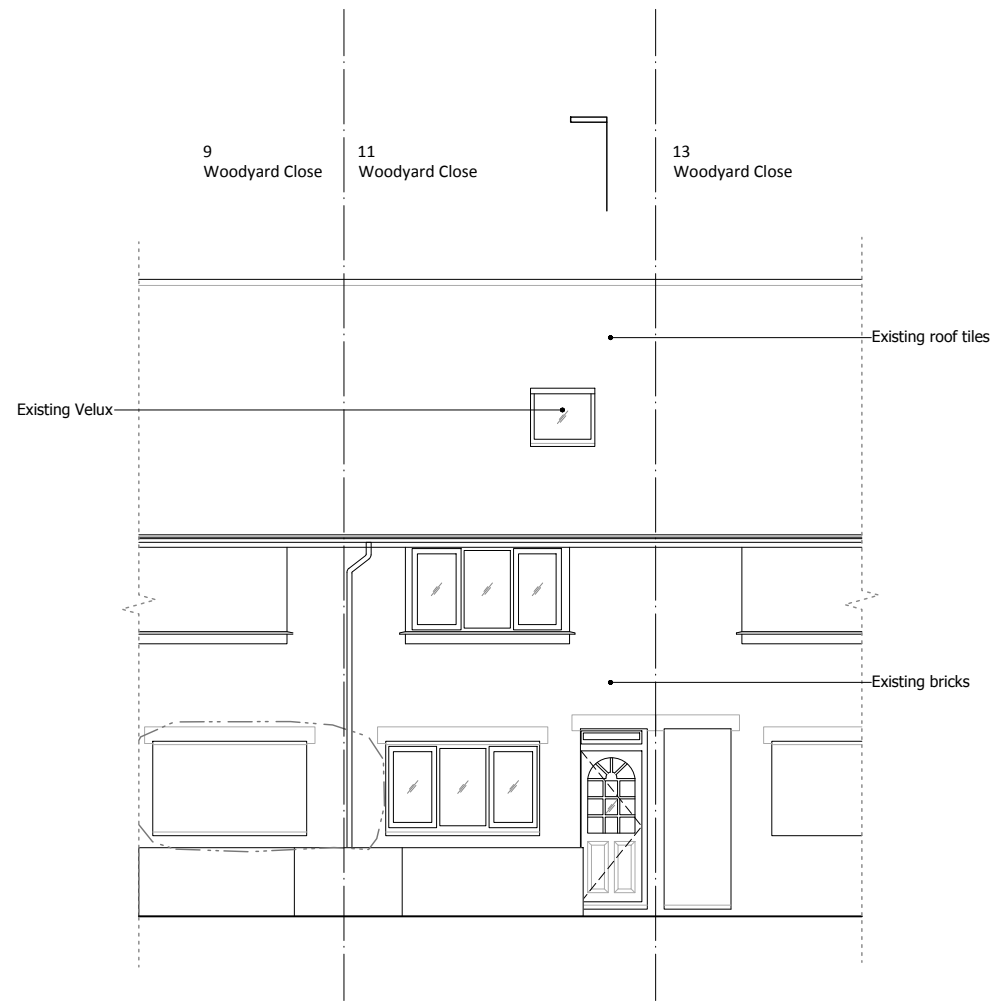 9
Woodyard Close
11
Woodyard Close
13
Woodyard Close
Existing roof tiles
Existing Velux
Existing bricks